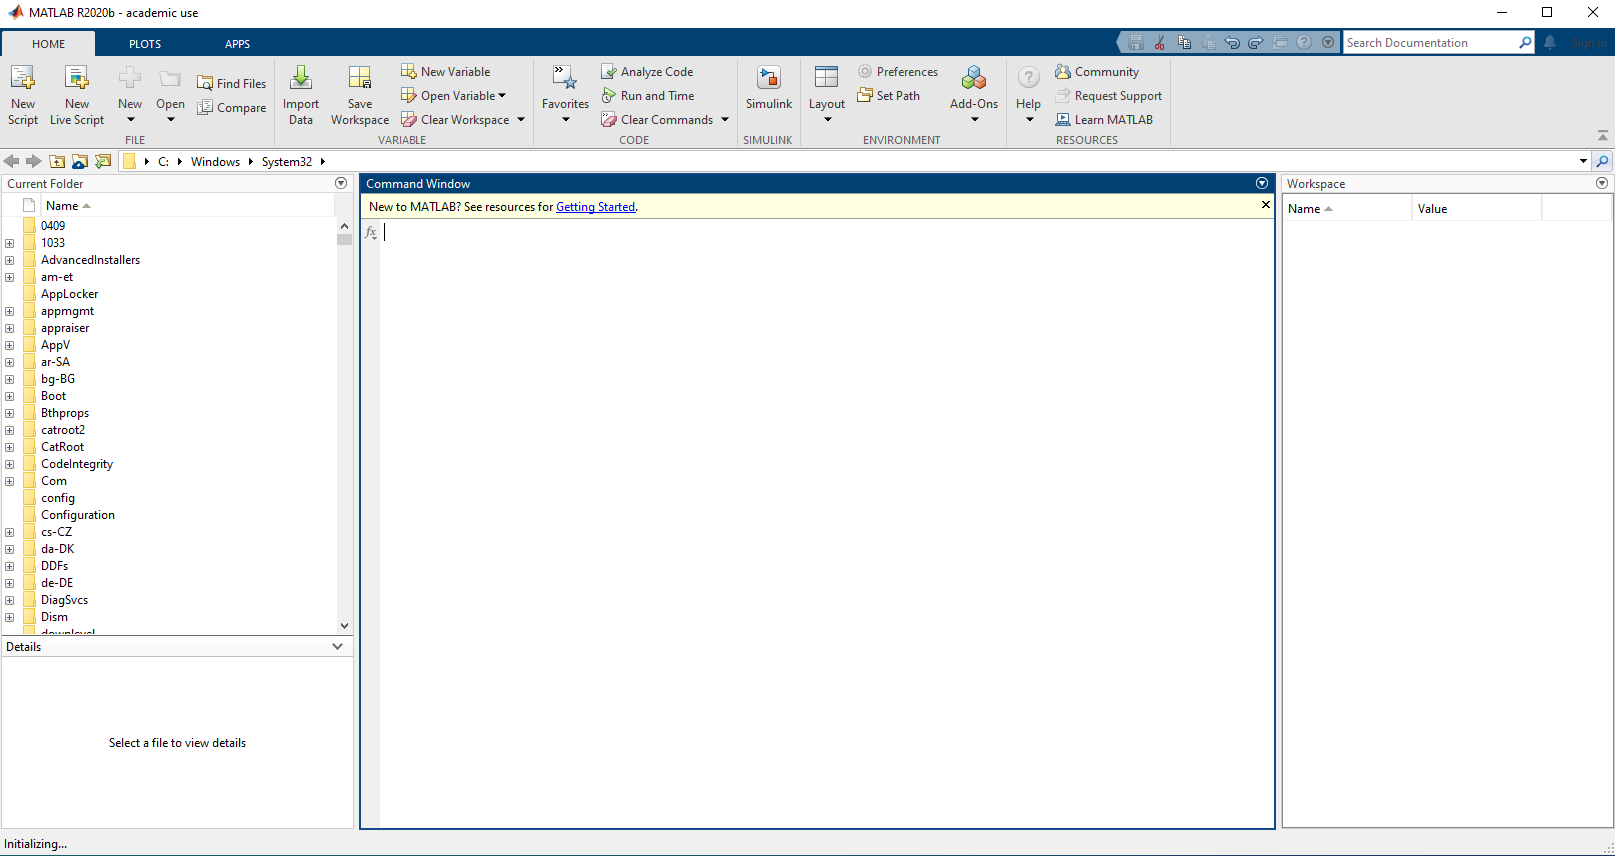 MATLAB R2020b - academic use
HOME PLOTS APPS
Search Documentation
Sign In
New Script
New Live Script
New
Open
Find Files
Compare
FILE
Import Data
Save Workspace
New Variable
Open Variable
Clear Workspace
VARIABLE
Favorites
Analyze Code
Run and Time
Clear Commands
CODE
Simulink
SIMULINK
Layout
Preferences
Set Path
Add-Ons
ENVIRONMENT
Help
Community
Request Support
Learn MATLAB
RESOURCES
C: Windows System32
Current Folder
Name
0409
1033
AdvancedInstallers
am-et
AppLocker
appmgmt
appraiser
AppV
ar-SA
bg-BG
Boot
Bthprops
catroot2
CatRoot
CodeIntegrity
Com
config
Configuration
cs-CZ
da-DK
DDFs
de-DE
DiagSvcs
Dism
downlevel
Details
Select a file to view details
Command Window
New to MATLAB? See resources for Getting Started.
fx
Workspace
Name Value
Initializing...